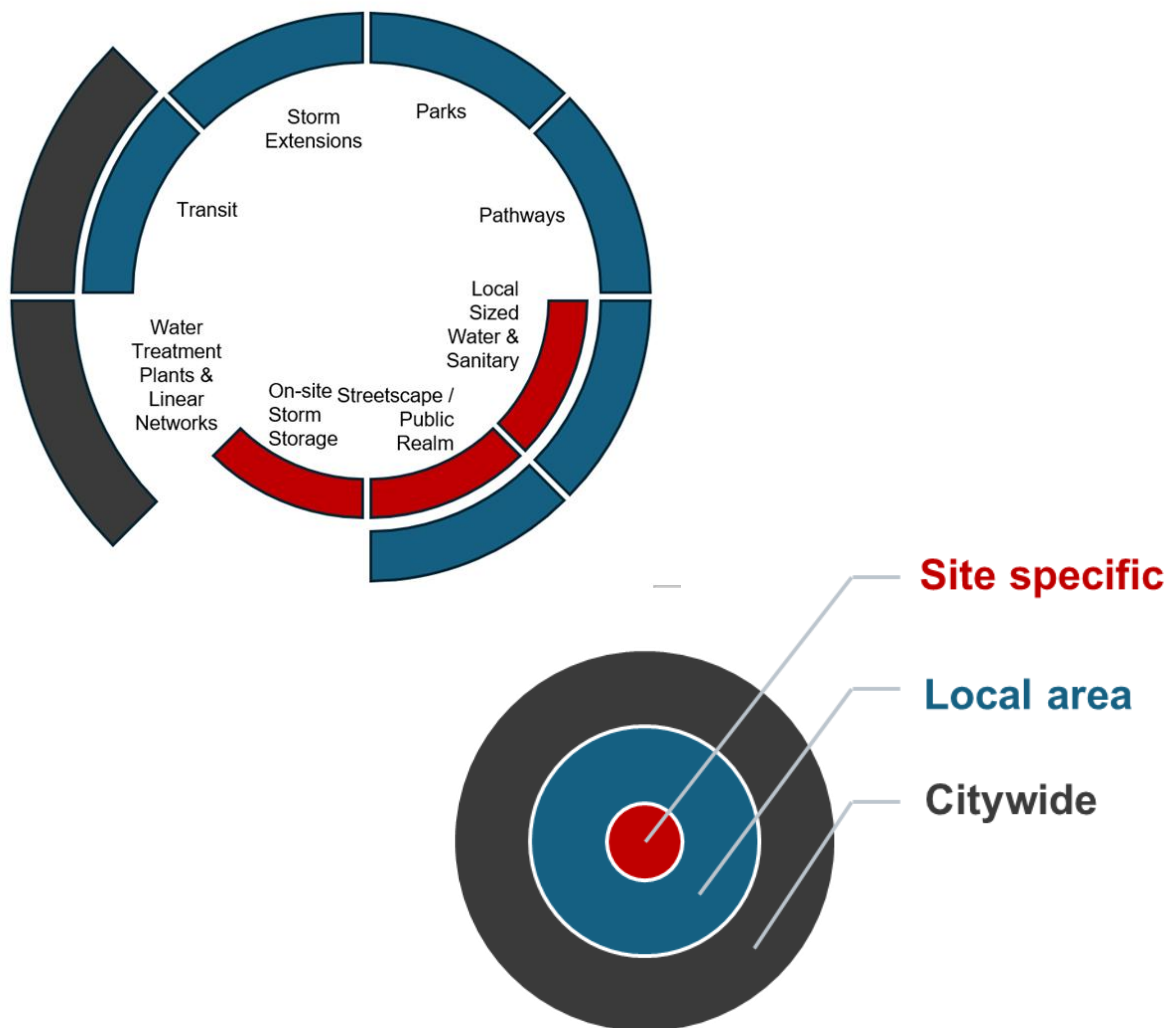 Storm
Extensions
Parks
Transit
Pathways
Local
Sized
Water &
Sanitary
Water
Treatment
Plants &
Linear
Networks
On-site
Storm
Storage
Streetscape /
Public
Realm
Site specific
Local area
Citywide